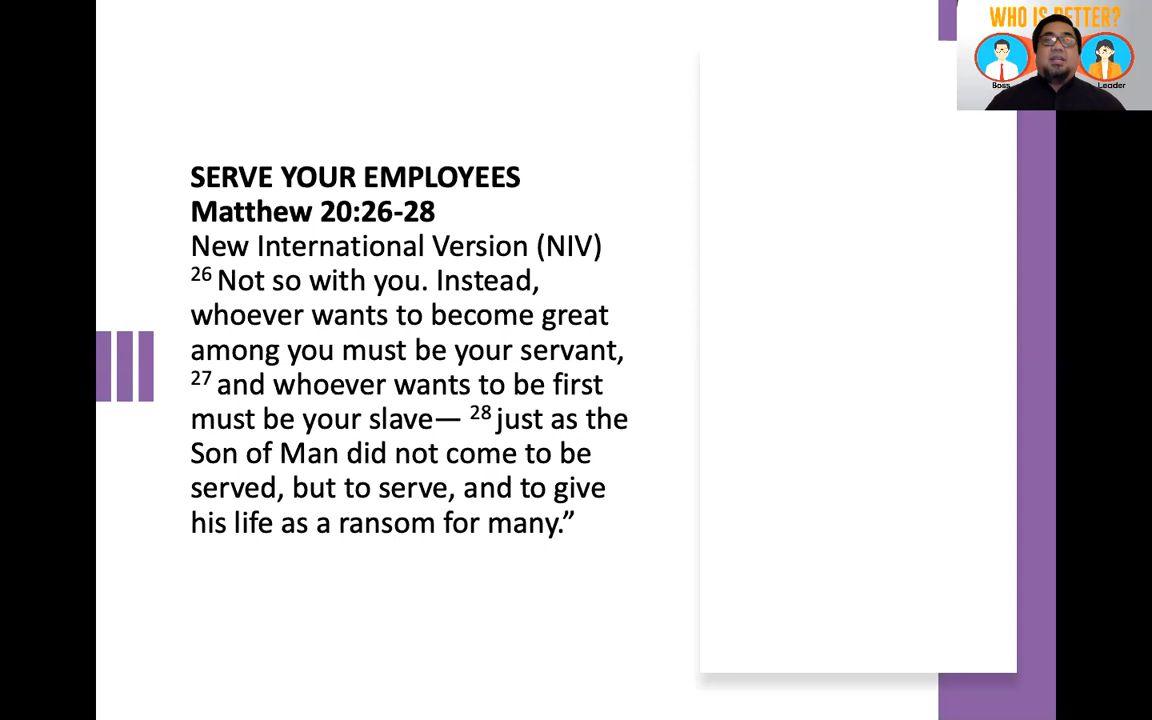 WHO IS BETTER?
Boss
Leader
SERVE YOUR EMPLOYEES
Matthew 20:26-28
New International Version (NIV)
26 Not so with you. Instead,
whoever wants to become great
among you must be your servant,
27 and whoever wants to be first
must be your slave— 28 just as the
Son of Man did not come to be
served, but to serve, and to give
his life as a ransom for many.”